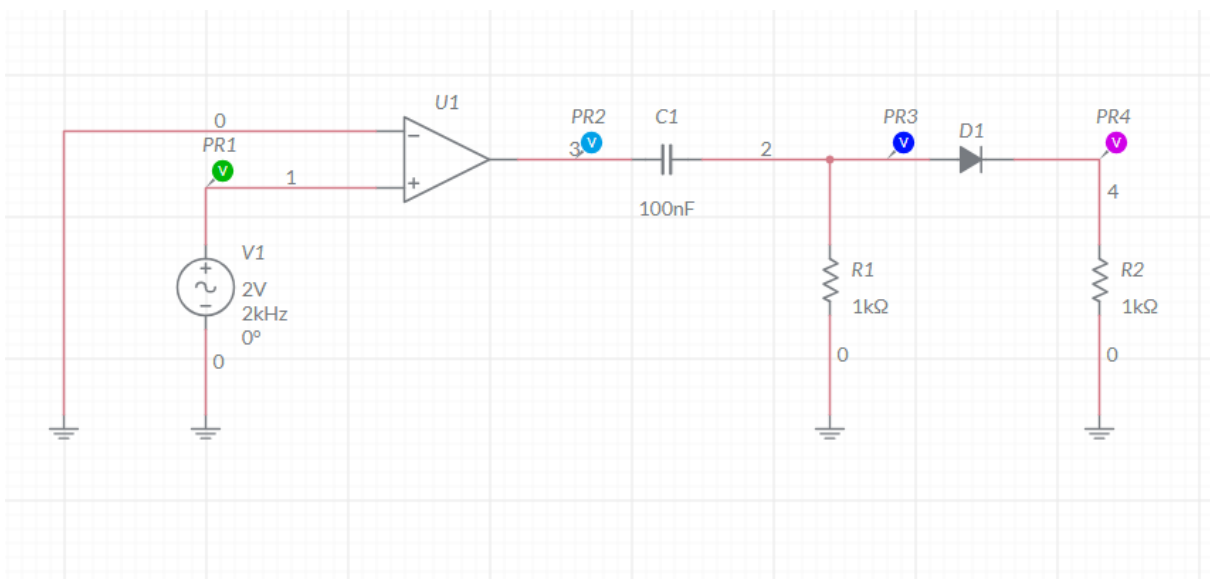 U1
0
PR1
1
V1
2V
2kHz
0°
0
−
+
3
PR2
V
C1
100nF
2
PR3
V
D1
PR4
V
4
R1
1kΩ
0
R2
1kΩ
0
V
+
−